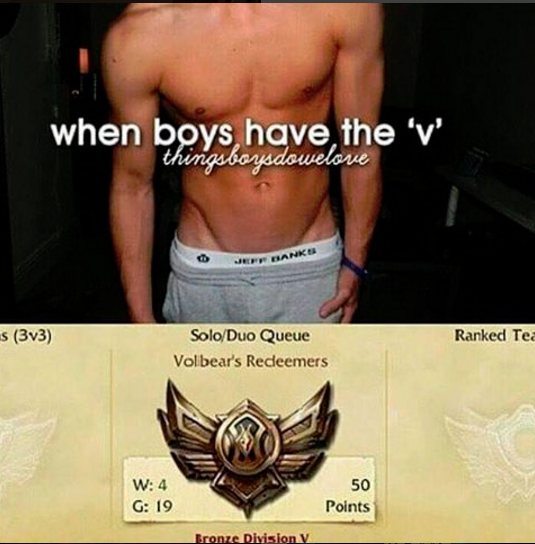 when boys have the ‘v’
thingsboysdowelove
JEFF BANKS
s (3v3)
Solo/Duo Queue
Ranked Tea
Volibear's Redeemers
W: 4
50
G: 19
Points
Bronze Division V